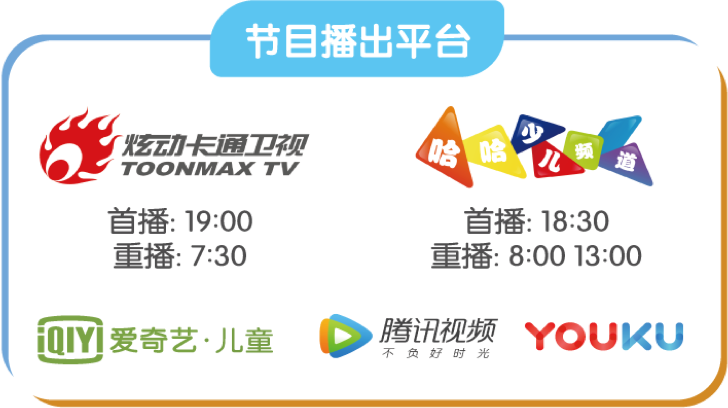 节目播出平台
炫动卡通卫视
TOONMAX TV
哈哈少儿频道
首播: 19:00
重播: 7:30
首播: 18:30
重播: 8:00 13:00
iQIYI 爱奇艺·儿童
腾讯视频
不负好时光
YOUKU